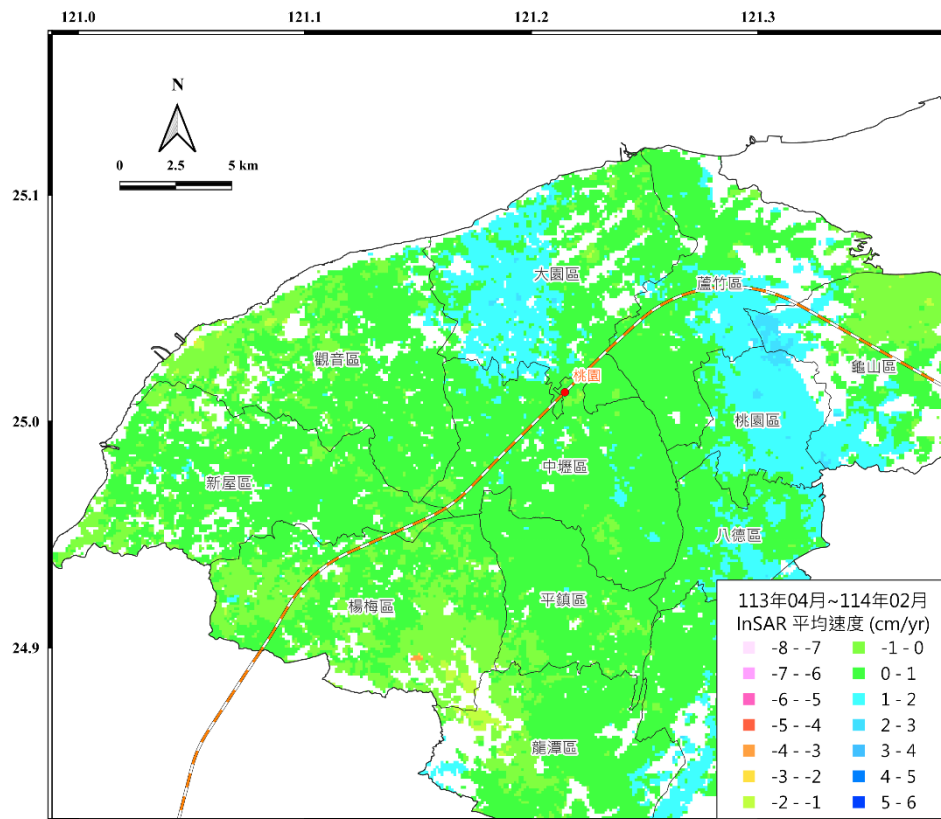 121.0 121.1 121.2 121.3
N
0 2.5 5 km
25.1
大園區
蘆竹區
觀音區
龜山區
桃園
25.0
桃園區
中壢區
新屋區
八德區
平鎮區
楊梅區
24.9
龍潭區
113年04月~114年02月
InSAR 平均速度 (cm/yr)
-8 - -7 -1 - 0
-7 - -6 0 - 1
-6 - -5 1 - 2
-5 - -4 2 - 3
-4 - -3 3 - 4
-3 - -2 4 - 5
-2 - -1 5 - 6